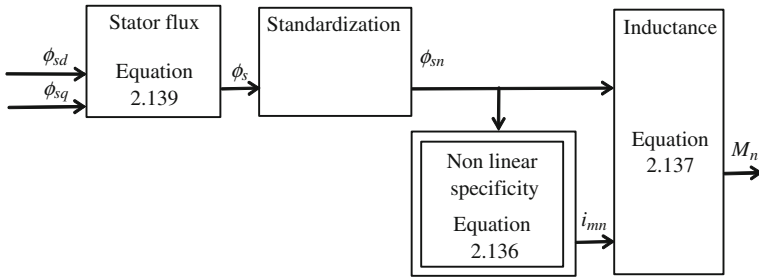 Stator flux
Standardization
Inductance
ϕsd
ϕsq
Equation
2.139
ϕs
ϕsn
Equation
2.137
Mn
Non linear
specificity
Equation
2.136
imn